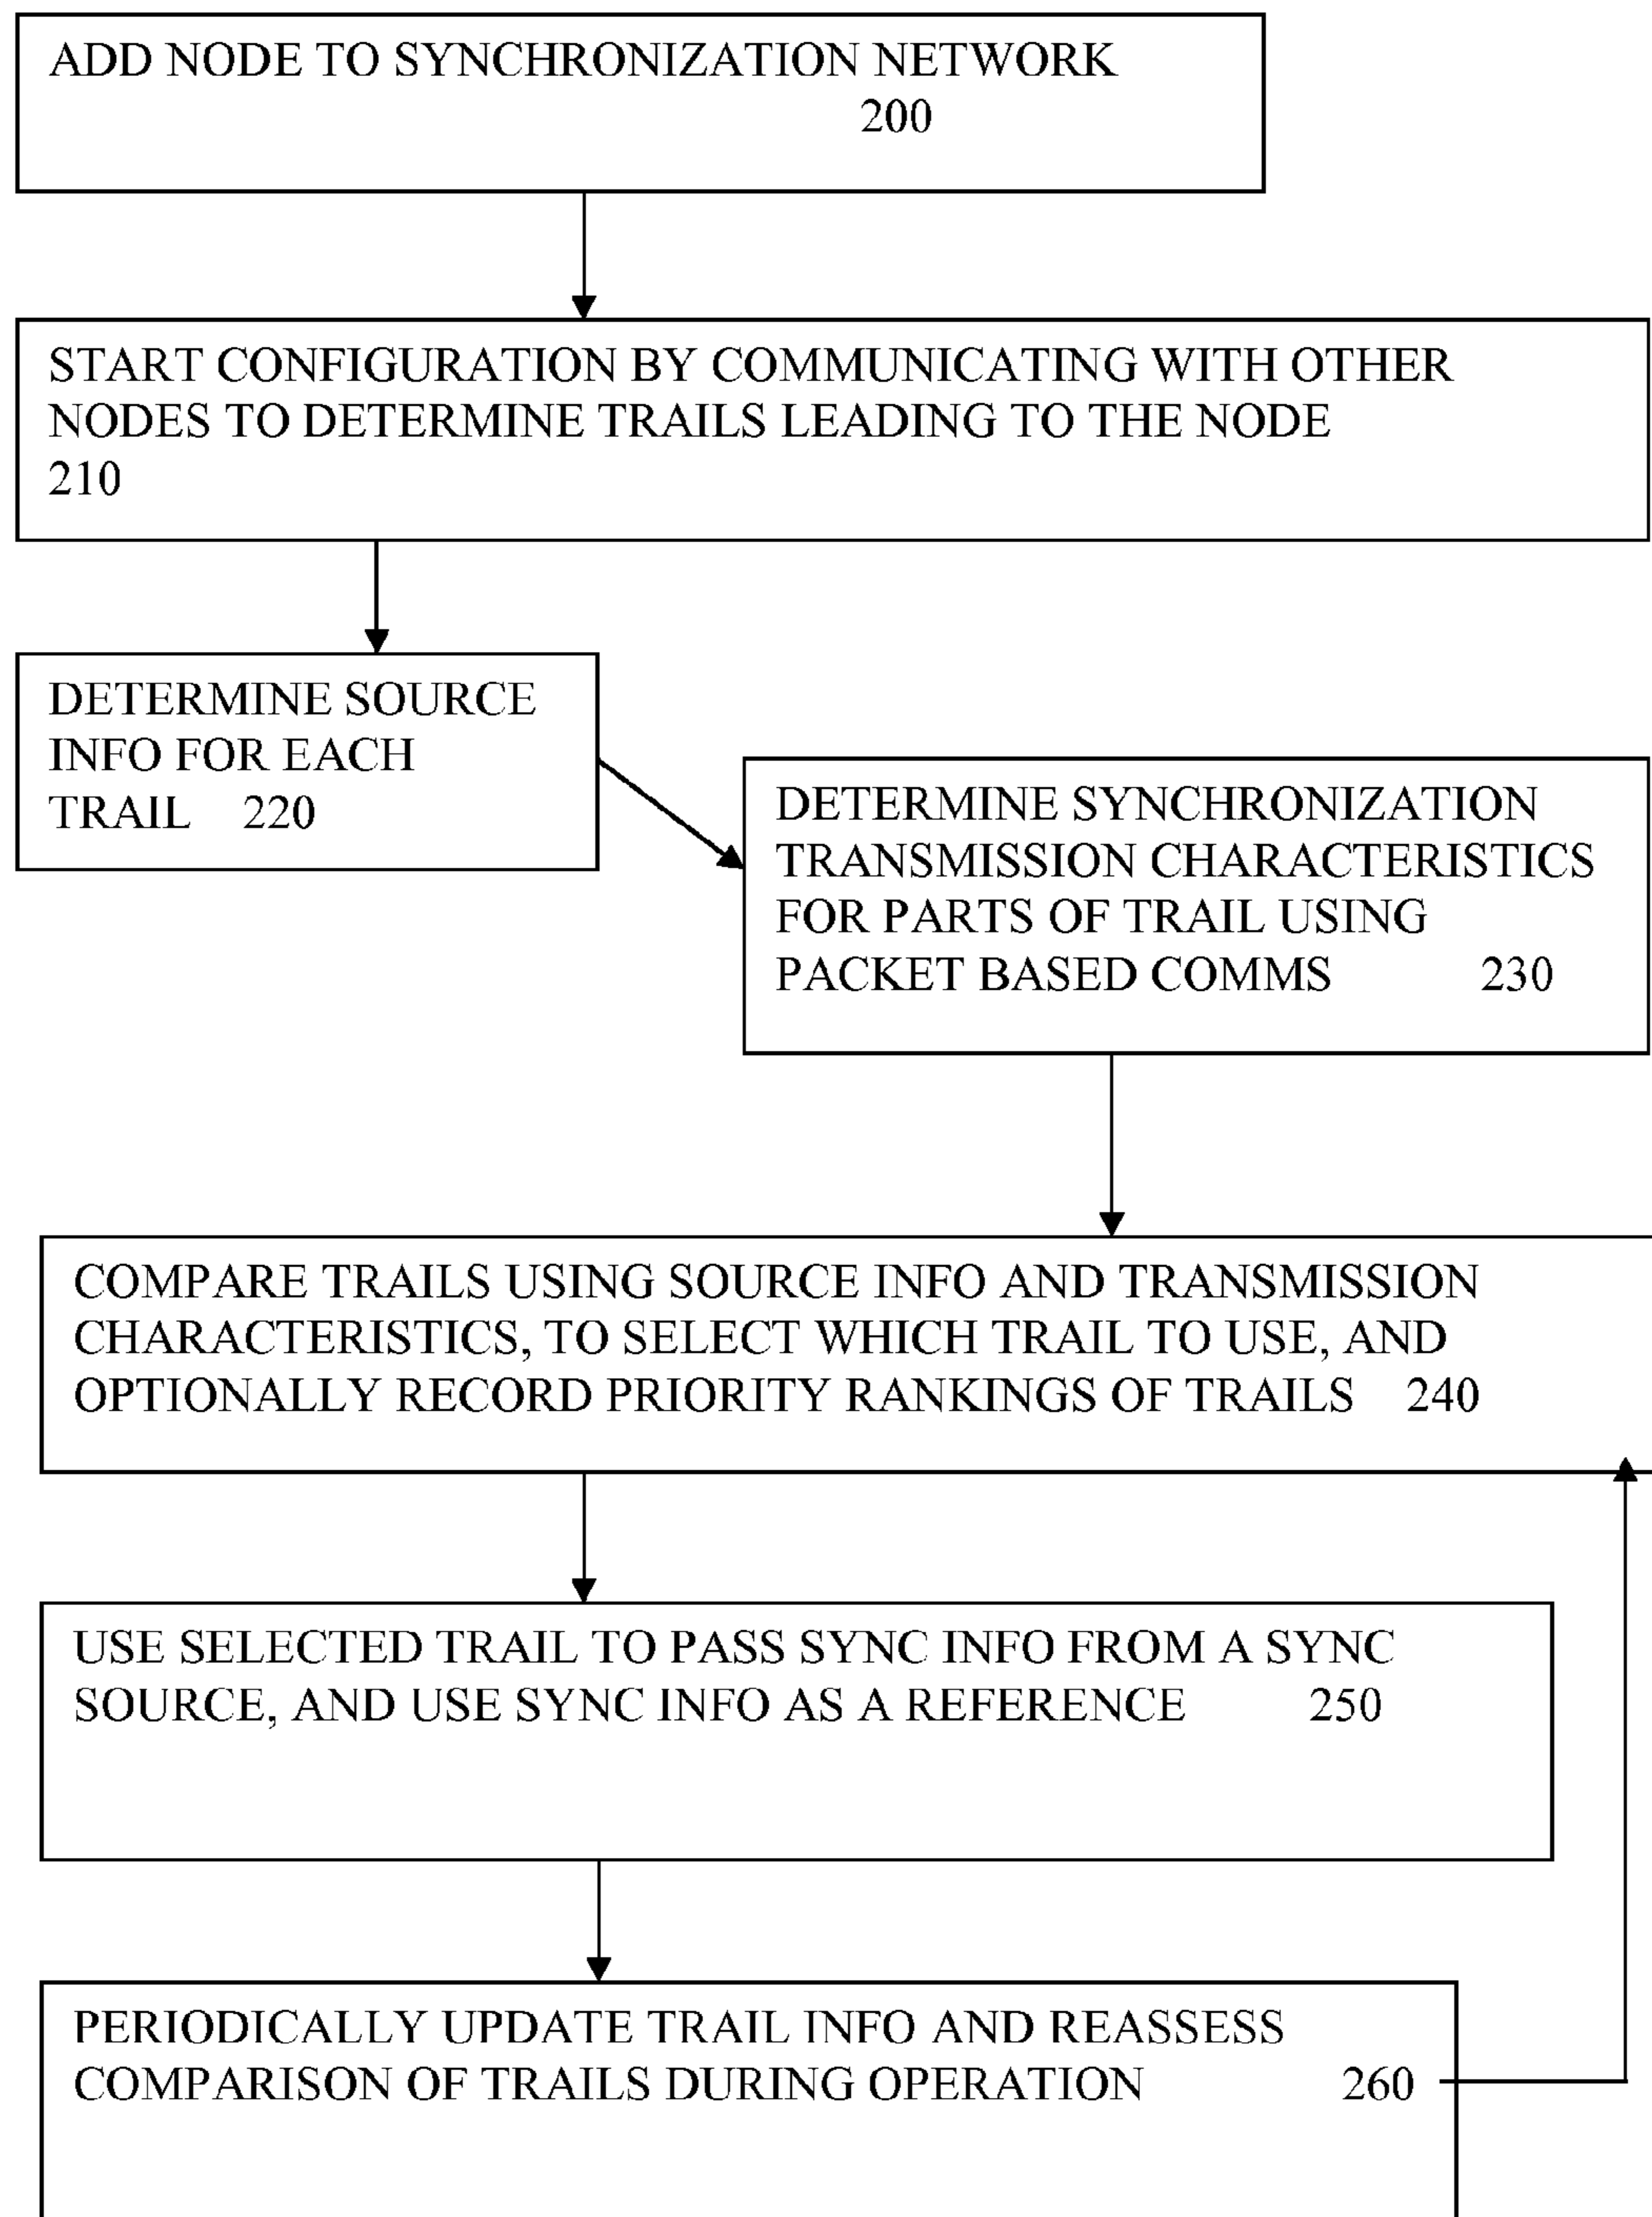 ADD NODE TO SYNCHRONIZATION NETWORK
200
START CONFIGURATION BY COMMUNICATING WITH OTHER
NODES TO DETERMINE TRAILS LEADING TO THE NODE
210
DETERMINE SOURCE
INFO FOR EACH
TRAIL 220
DETERMINE SYNCHRONIZATION
TRANSMISSION CHARACTERISTICS
FOR PARTS OF TRAIL USING
PACKET BASED COMMS 230
COMPARE TRAILS USING SOURCE INFO AND TRANSMISSION
CHARACTERISTICS, TO SELECT WHICH TRAIL TO USE, AND
OPTIONALLY RECORD PRIORITY RANKINGS OF TRAILS 240
USE SELECTED TRAIL TO PASS SYNC INFO FROM A SYNC
SOURCE, AND USE SYNC INFO AS A REFERENCE 250
PERIODICALLY UPDATE TRAIL INFO AND REASSESS
COMPARISON OF TRAILS DURING OPERATION 260